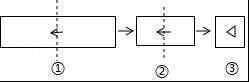 ① ② ③